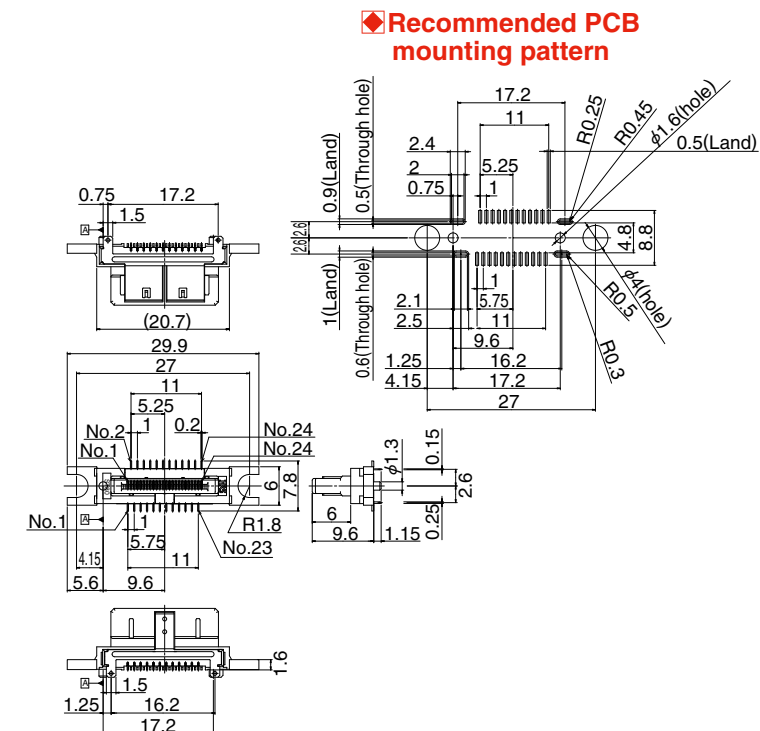 Recommended PCB
mounting pattern
17.2
11
2.4
2
5.25
0.75
1
0.9(Land)
0.5(Through hole)
R0.25
R0.45
φ1.6(hole)
0.5(Land)
2.6
2.6
4.8
8.8
1(Land)
0.6(Through hole)
1
2.1
5.75
2.5
11
9.6
1.25
16.2
4.15
17.2
27
φ4(hole)
R0.5
R0.3
0.75
17.2
1.5
A
(20.7)
29.9
27
11
5.25
No.2
1
0.2
No.24
No.1
No.24
6
7.8
No.1
A
1
R1.8
5.75
No.23
4.15
11
5.6
9.6
φ1.3
0.15
2.6
6
9.6
1.15
0.25
1.6
A
1.5
1.25
16.2
17.2